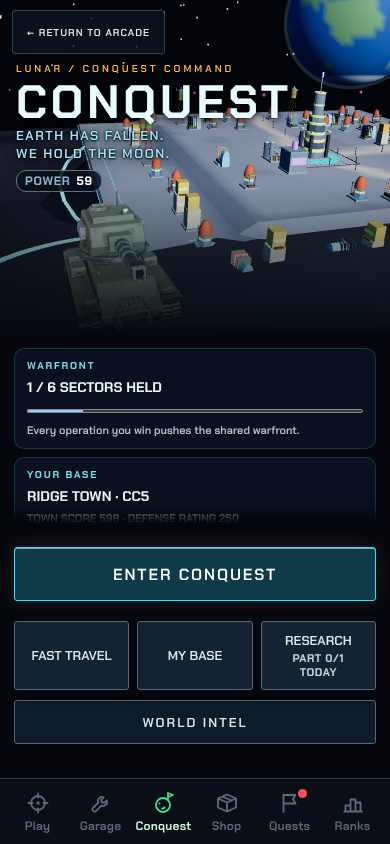 ← RETURN TO ARCADE
LUNAR / CONQUEST COMMAND
CONQUEST
EARTH HAS FALLEN.
WE HOLD THE MOON.
POWER 59
WARFRONT
1 / 6 SECTORS HELD
Every operation you win pushes the shared warfront.
YOUR BASE
RIDGE TOWN · CC5
TOWN SCORE 598 · DEFENSE RATING 250
ENTER CONQUEST
FAST TRAVEL
MY BASE
RESEARCH
PART 0/1
TODAY
WORLD INTEL
Play
Garage
Conquest
Shop
Quests
Ranks